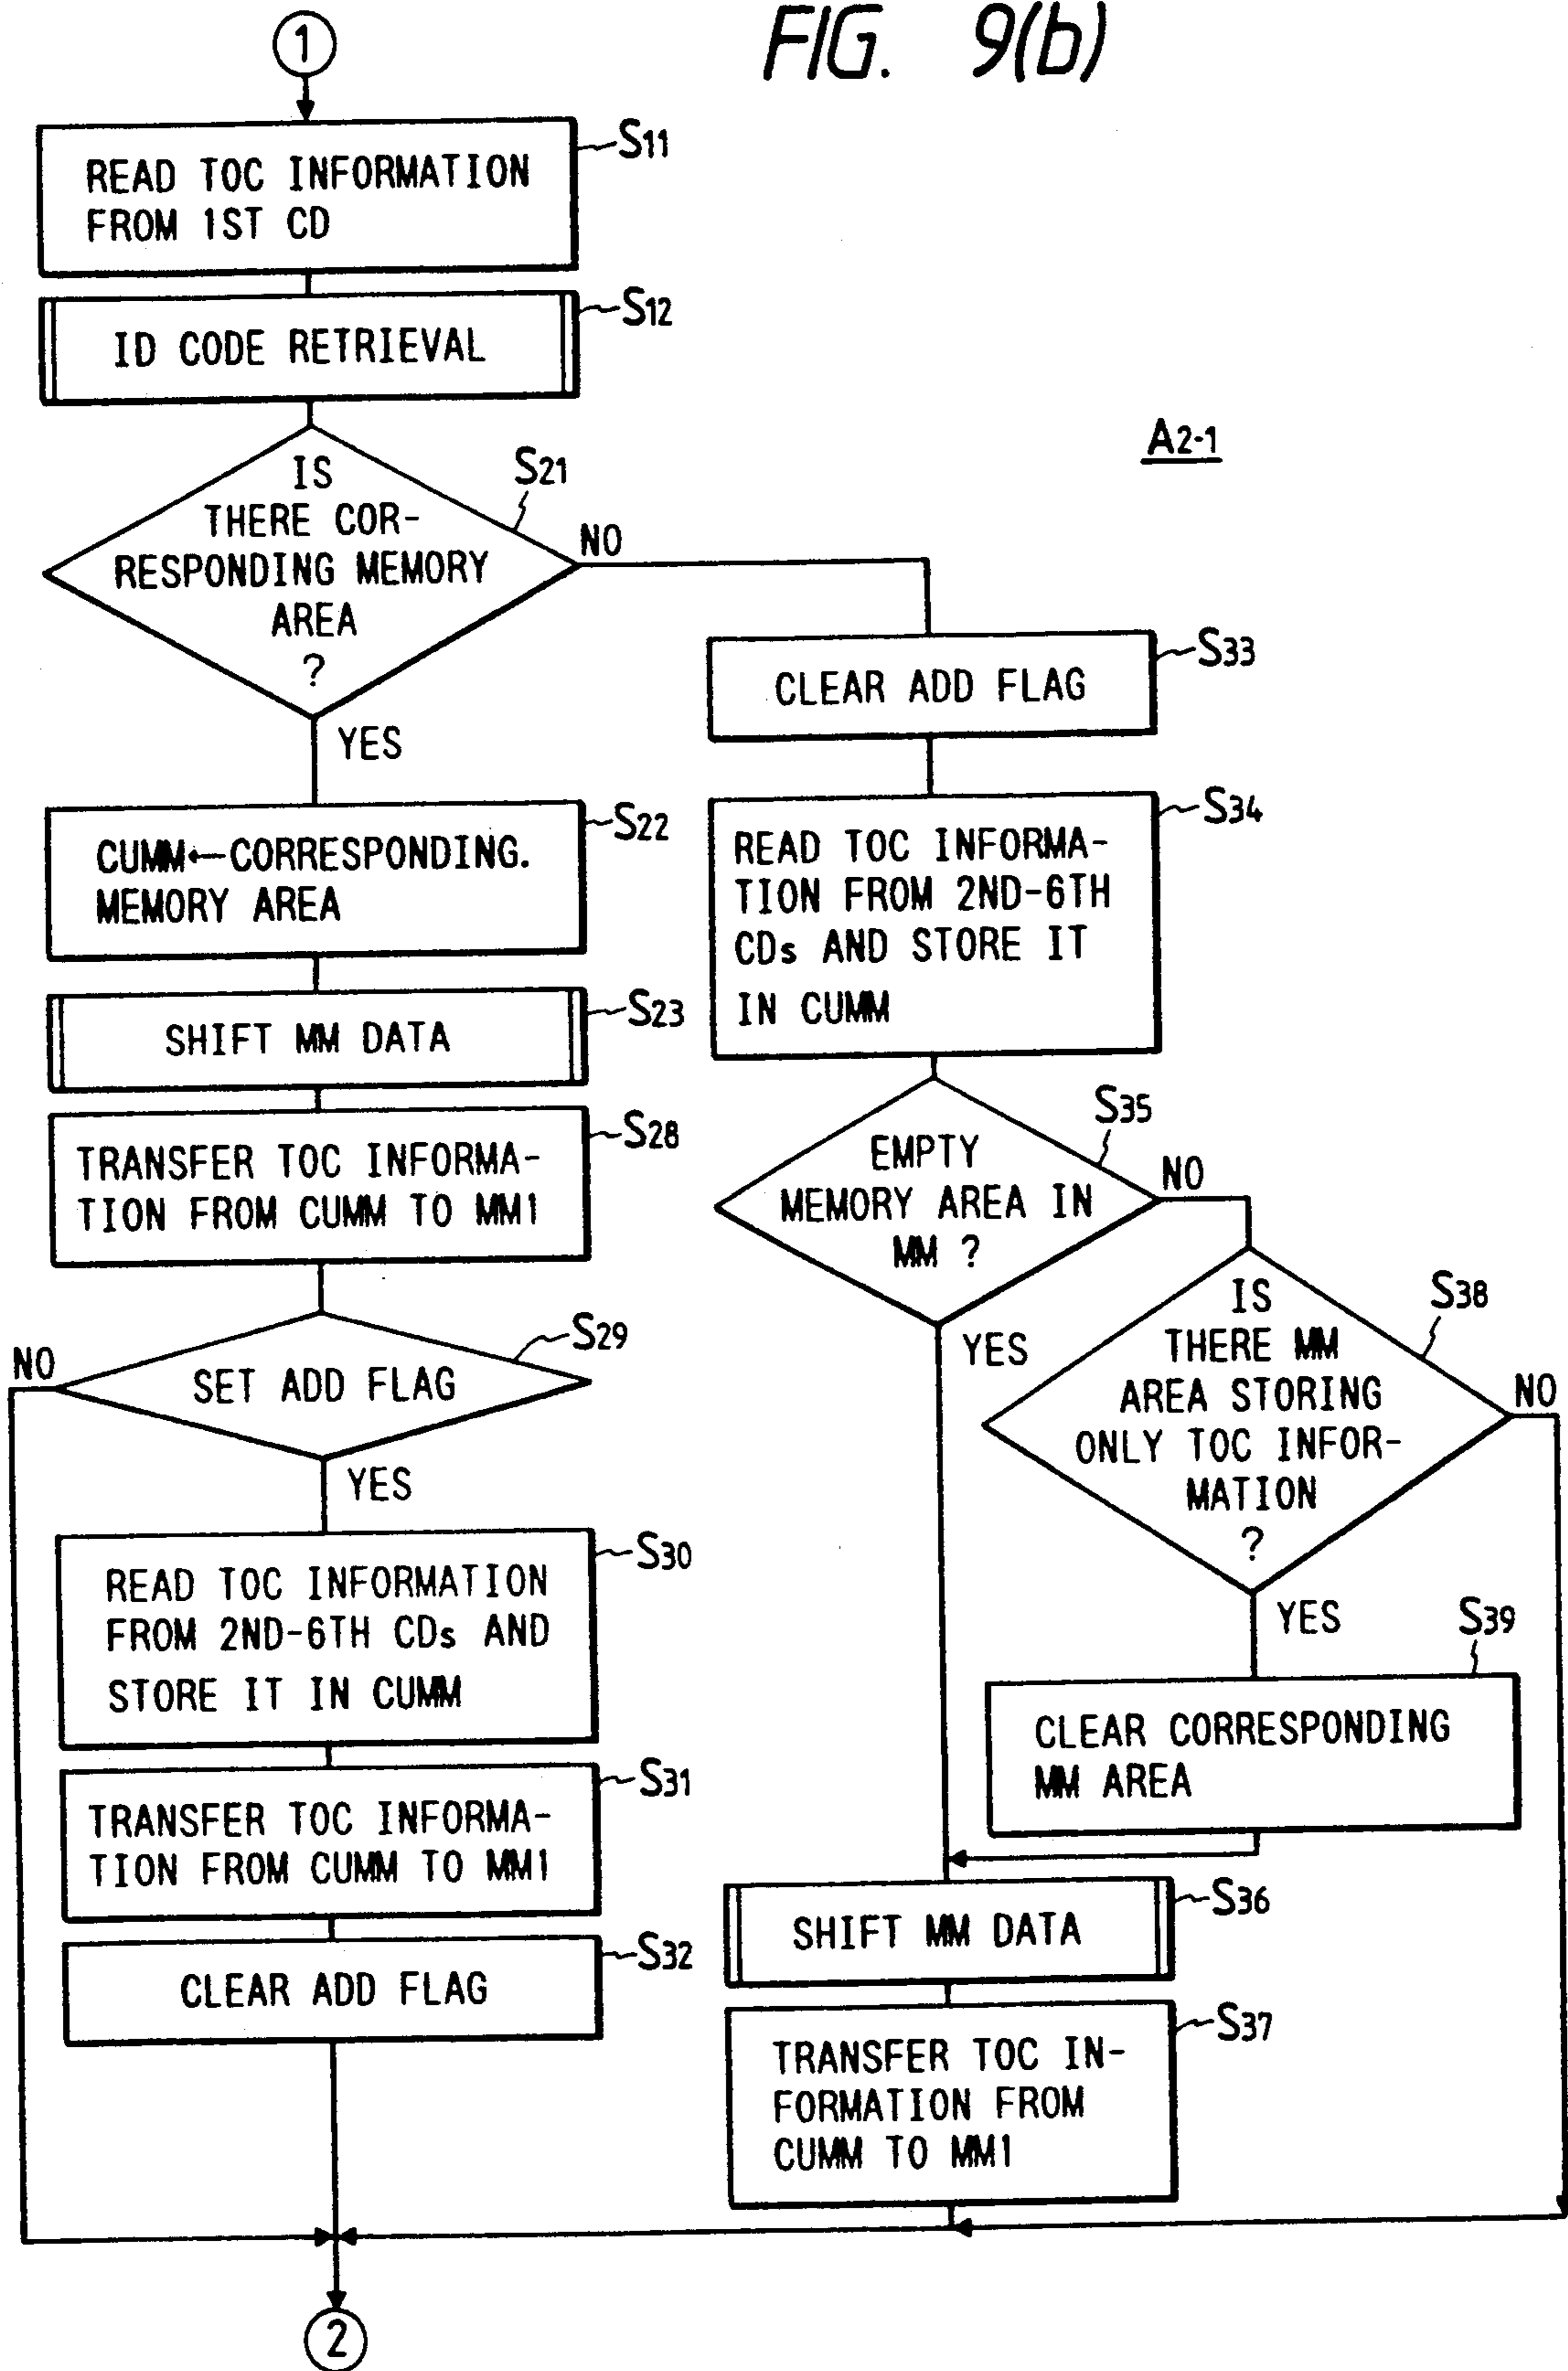 FIG. 9(b)
1
READ TOC INFORMATION
FROM 1ST CD
S11
ID CODE RETRIEVAL
S12
A2-1
IS
THERE COR-
RESPONDING MEMORY
AREA
?
S21
NO
YES
CUMM←CORRESPONDING.
MEMORY AREA
S22
SHIFT MM DATA
S23
TRANSFER TOC INFORMA-
TION FROM CUMM TO MM1
S28
SET ADD FLAG
S29
NO
YES
READ TOC INFORMATION
FROM 2ND-6TH CDs AND
STORE IT IN CUMM
S30
TRANSFER TOC INFORMA-
TION FROM CUMM TO MM1
S31
CLEAR ADD FLAG
S32
CLEAR ADD FLAG
S33
READ TOC INFORMA-
TION FROM 2ND-6TH
CDs AND STORE IT
IN CUMM
S34
EMPTY
MEMORY AREA IN
MM ?
S35
NO
YES
IS
THERE MM
AREA STORING
ONLY TOC INFOR-
MATION
?
S38
NO
YES
CLEAR CORRESPONDING
MM AREA
S39
SHIFT MM DATA
S36
TRANSFER TOC IN-
FORMATION FROM
CUMM TO MM1
S37
2